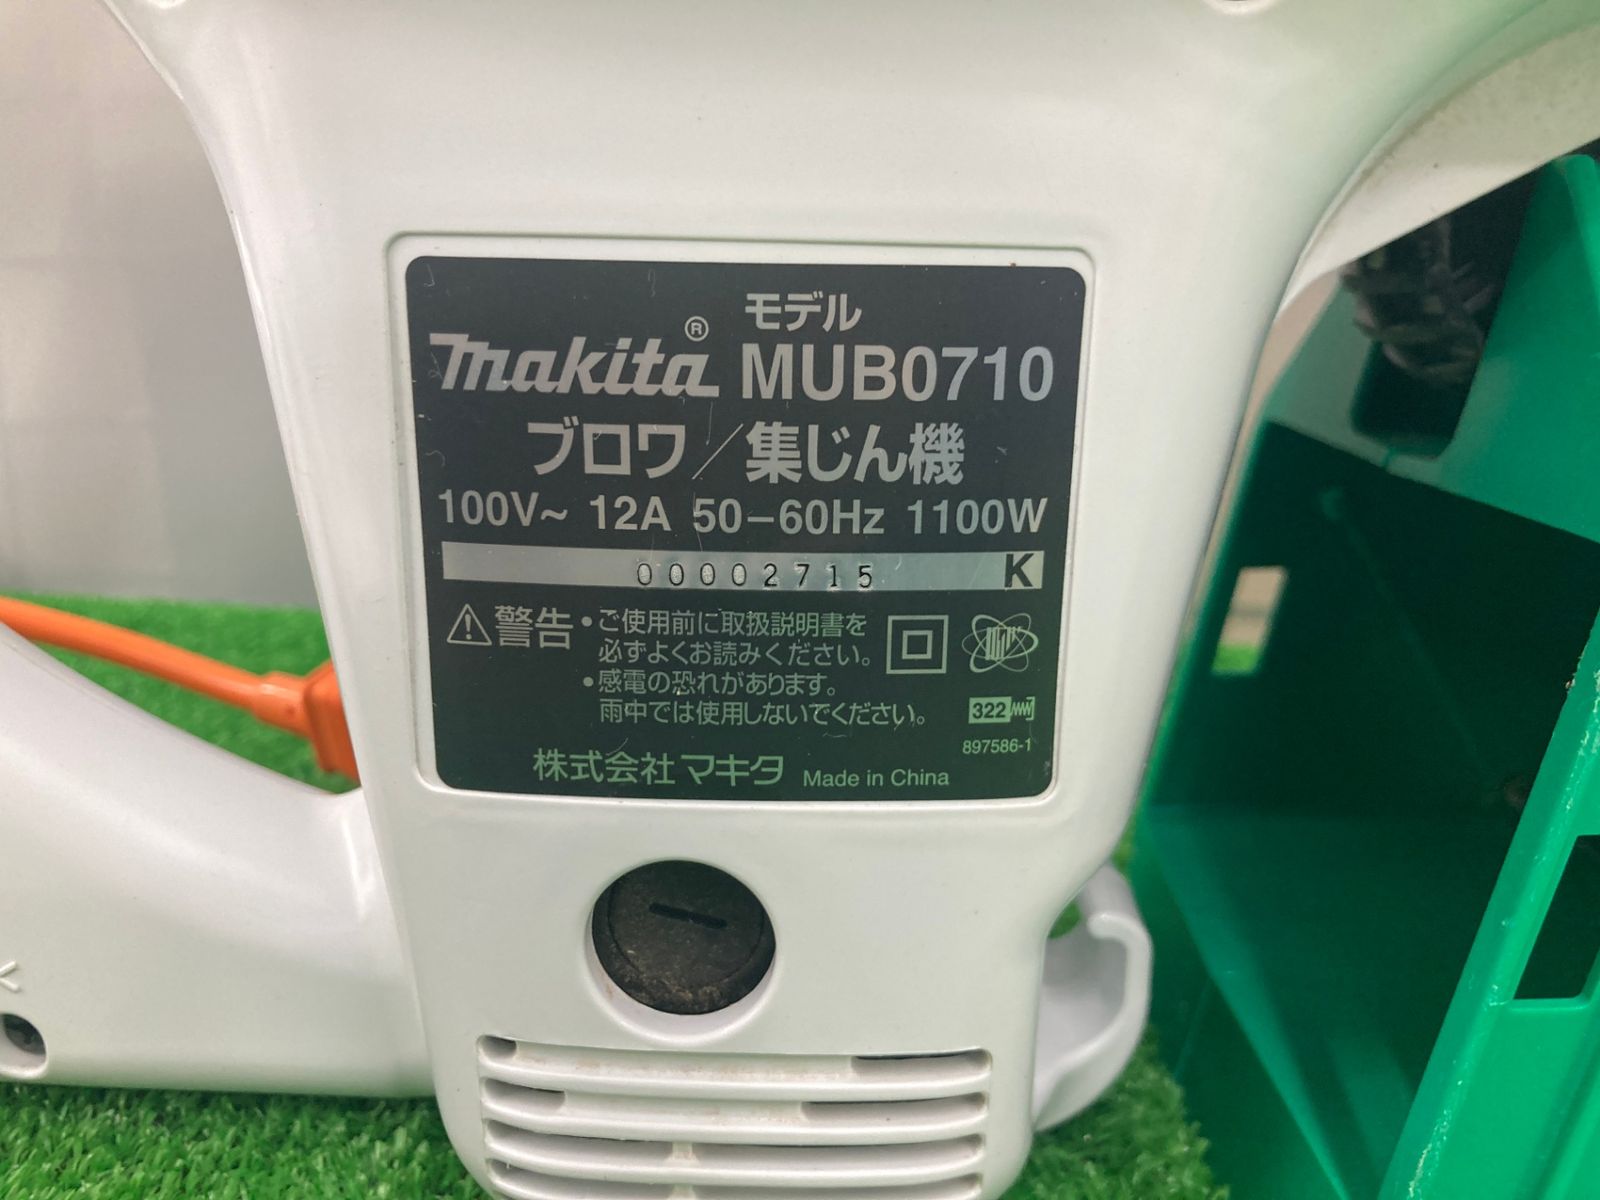 モデル
makita® MUB0710
ブロワ／集じん機
100V~ 12A 50-60Hz 1100W
00002715 K
⚠警告 •ご使用前に取扱説明書を
必ずよくお読みください。
•感電の恐れがあります。
雨中では使用しないでください。
322
897586-1
株式会社マキタ Made in China